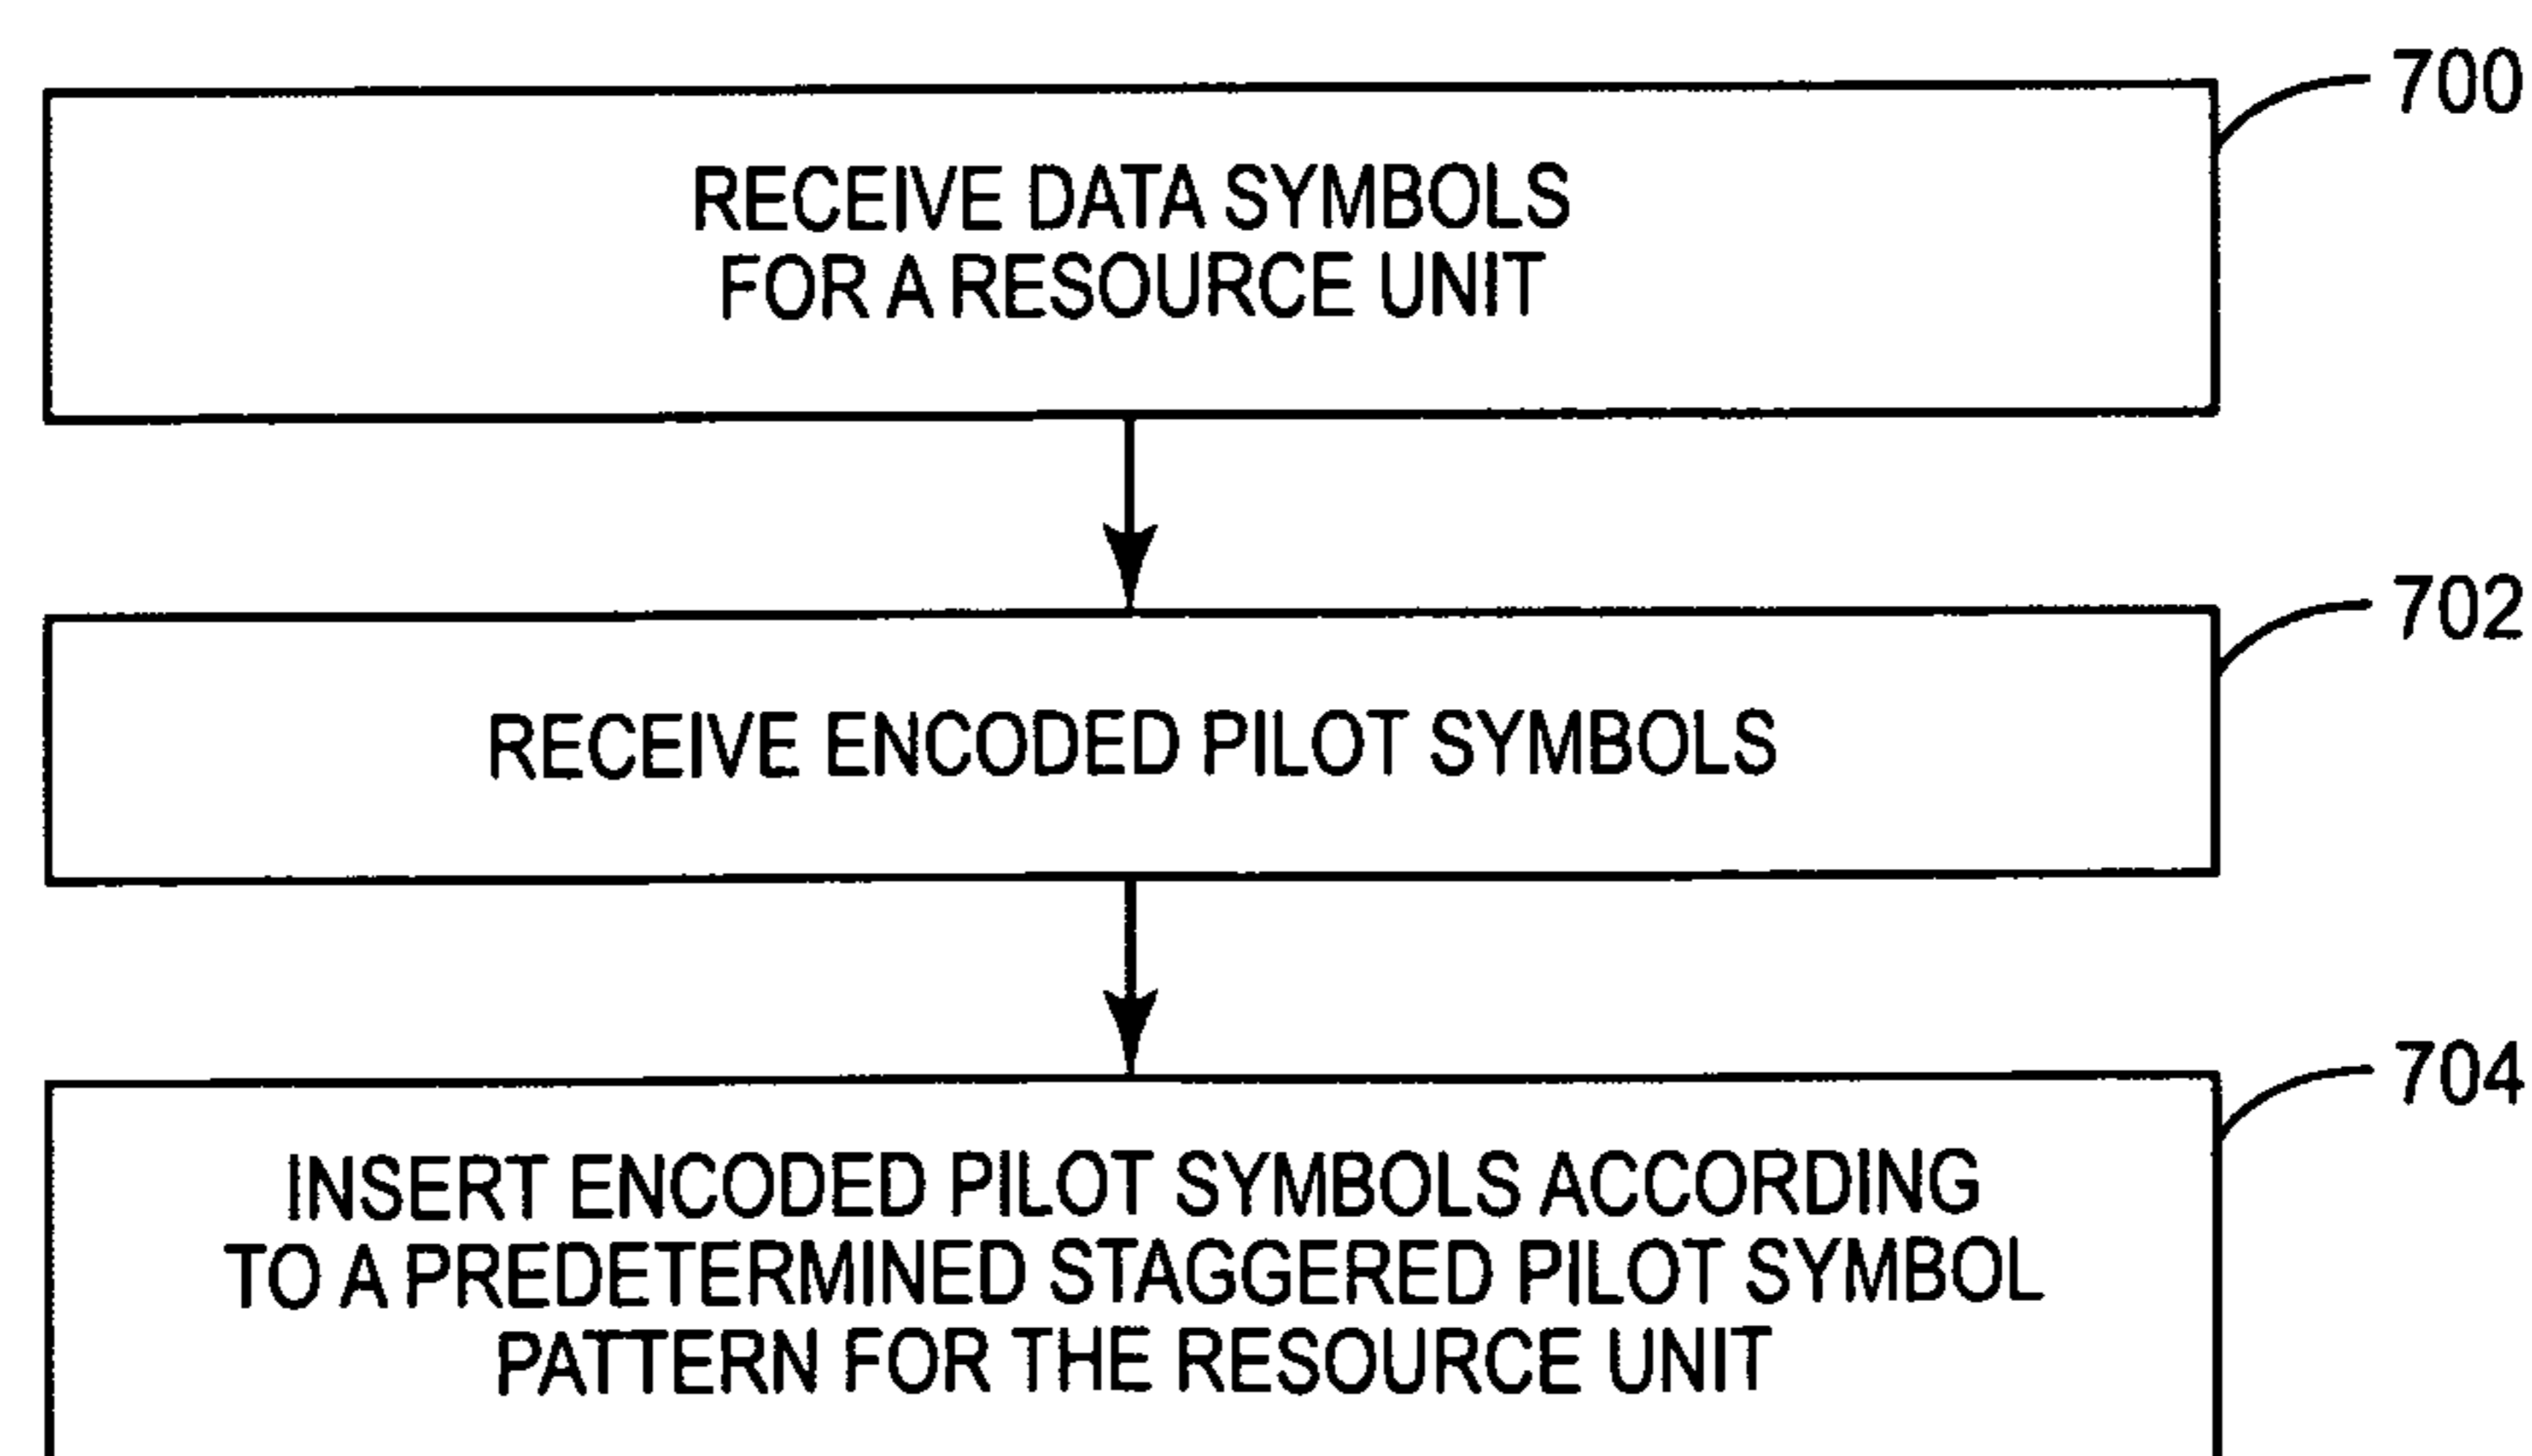 700
RECEIVE DATA SYMBOLS
FOR A RESOURCE UNIT
702
RECEIVE ENCODED PILOT SYMBOLS
704
INSERT ENCODED PILOT SYMBOLS ACCORDING
TO A PREDETERMINED STAGGERED PILOT SYMBOL
PATTERN FOR THE RESOURCE UNIT